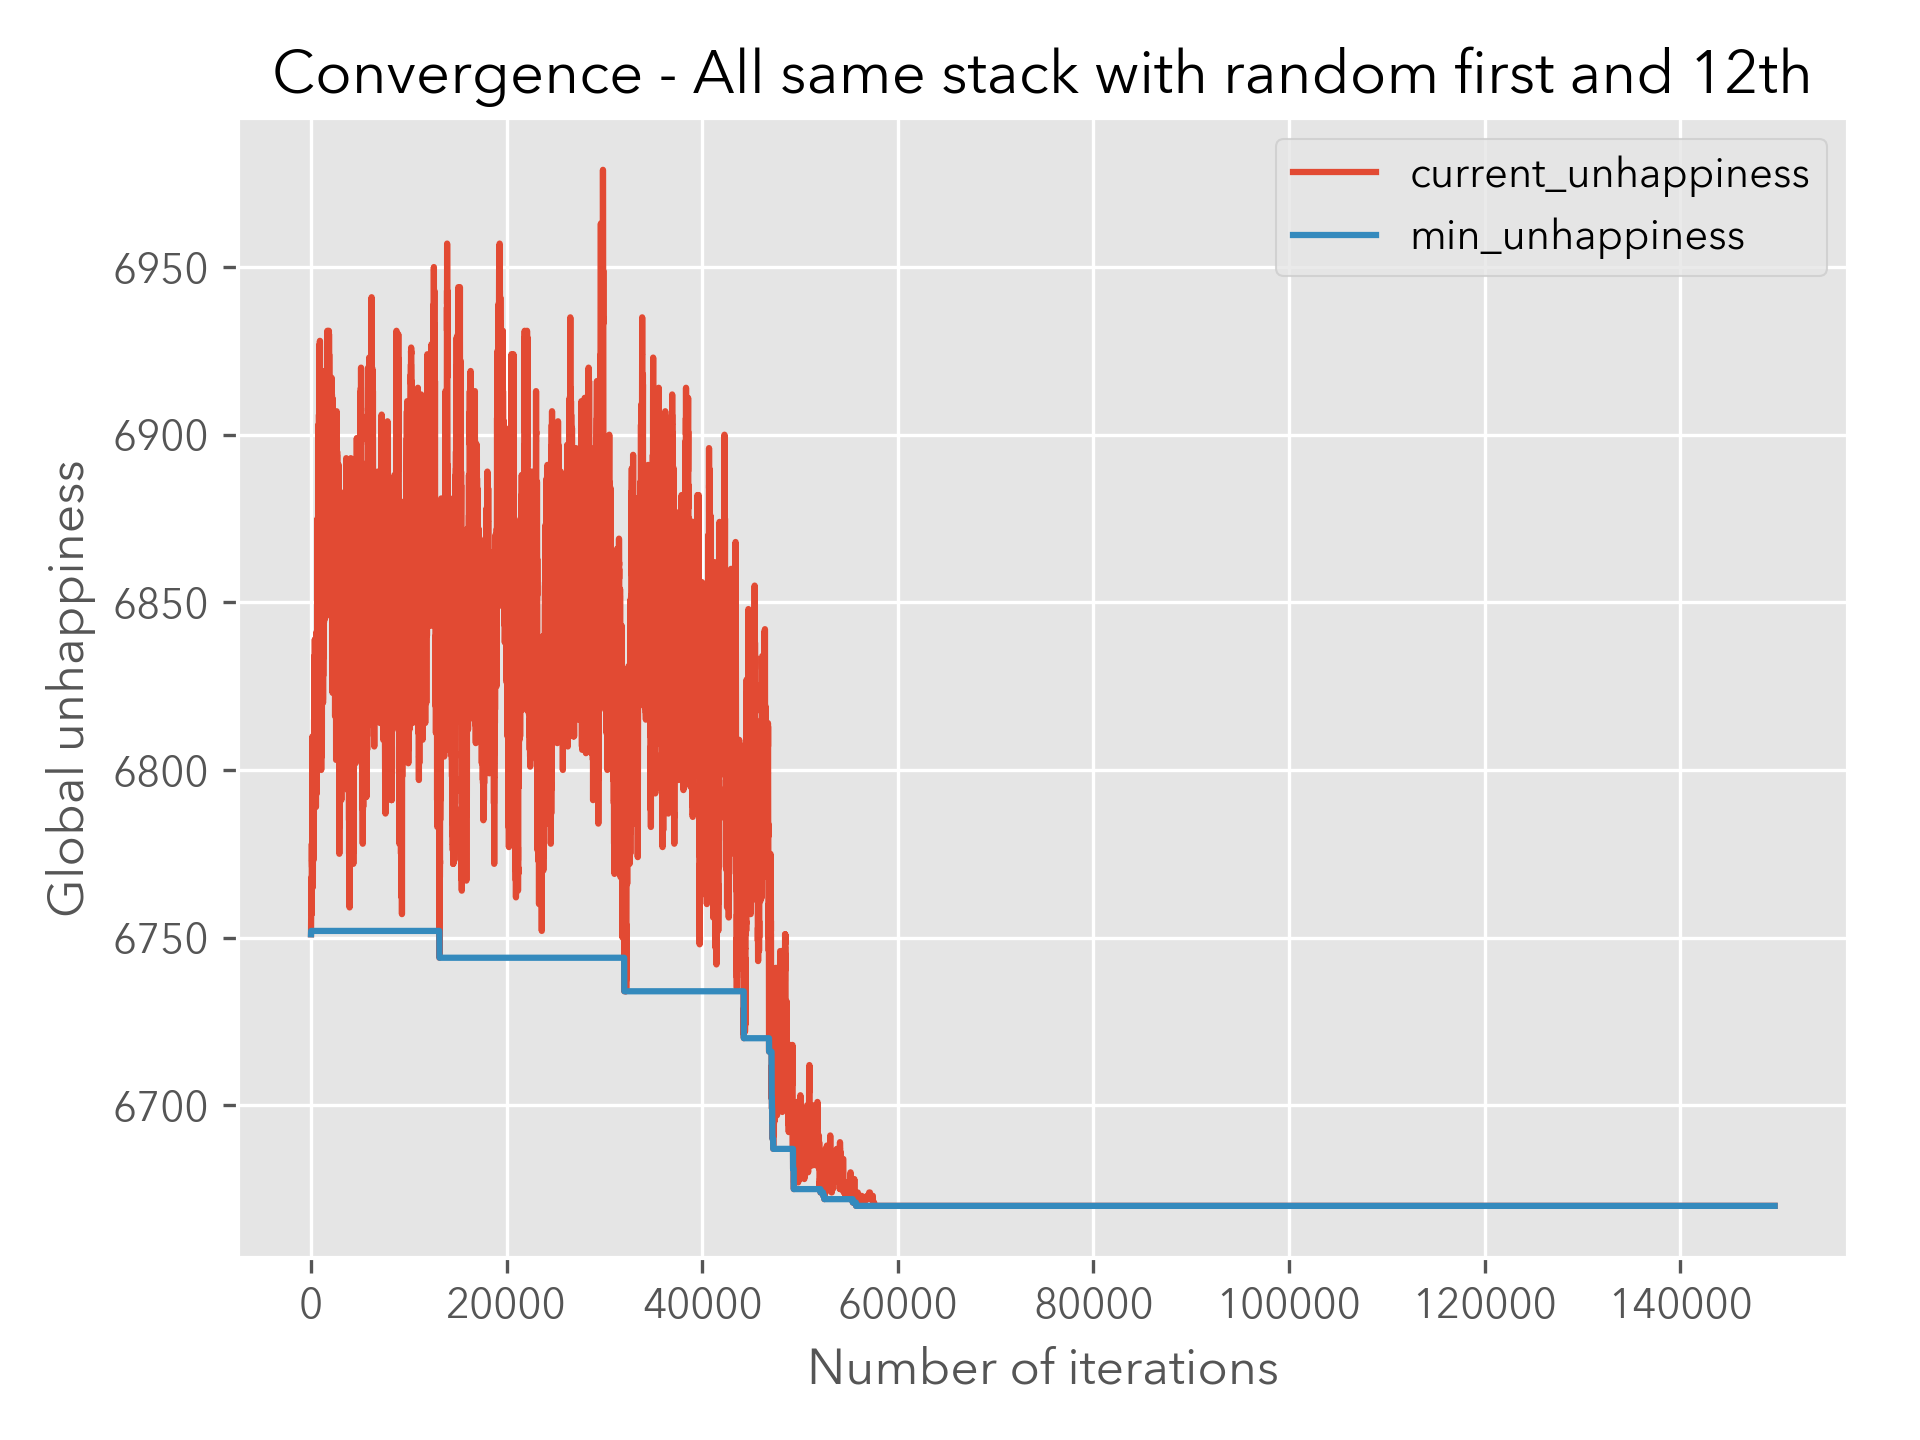 Convergence - All same stack with random first and 12th
current_unhappiness
min_unhappiness
Global unhappiness
6950
6900
6850
6800
6750
6700
0 20000 40000 60000 80000 100000 120000 140000
Number of iterations